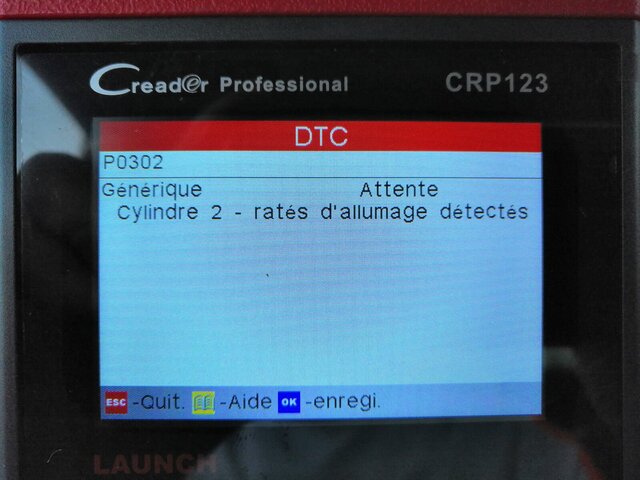 Creader Professional CRP123
DTC
P0302
Générique Attente
Cylindre 2 - ratés d'allumage détectés
ESC -Quit. -Aide OK -enregi.
LAUNCH